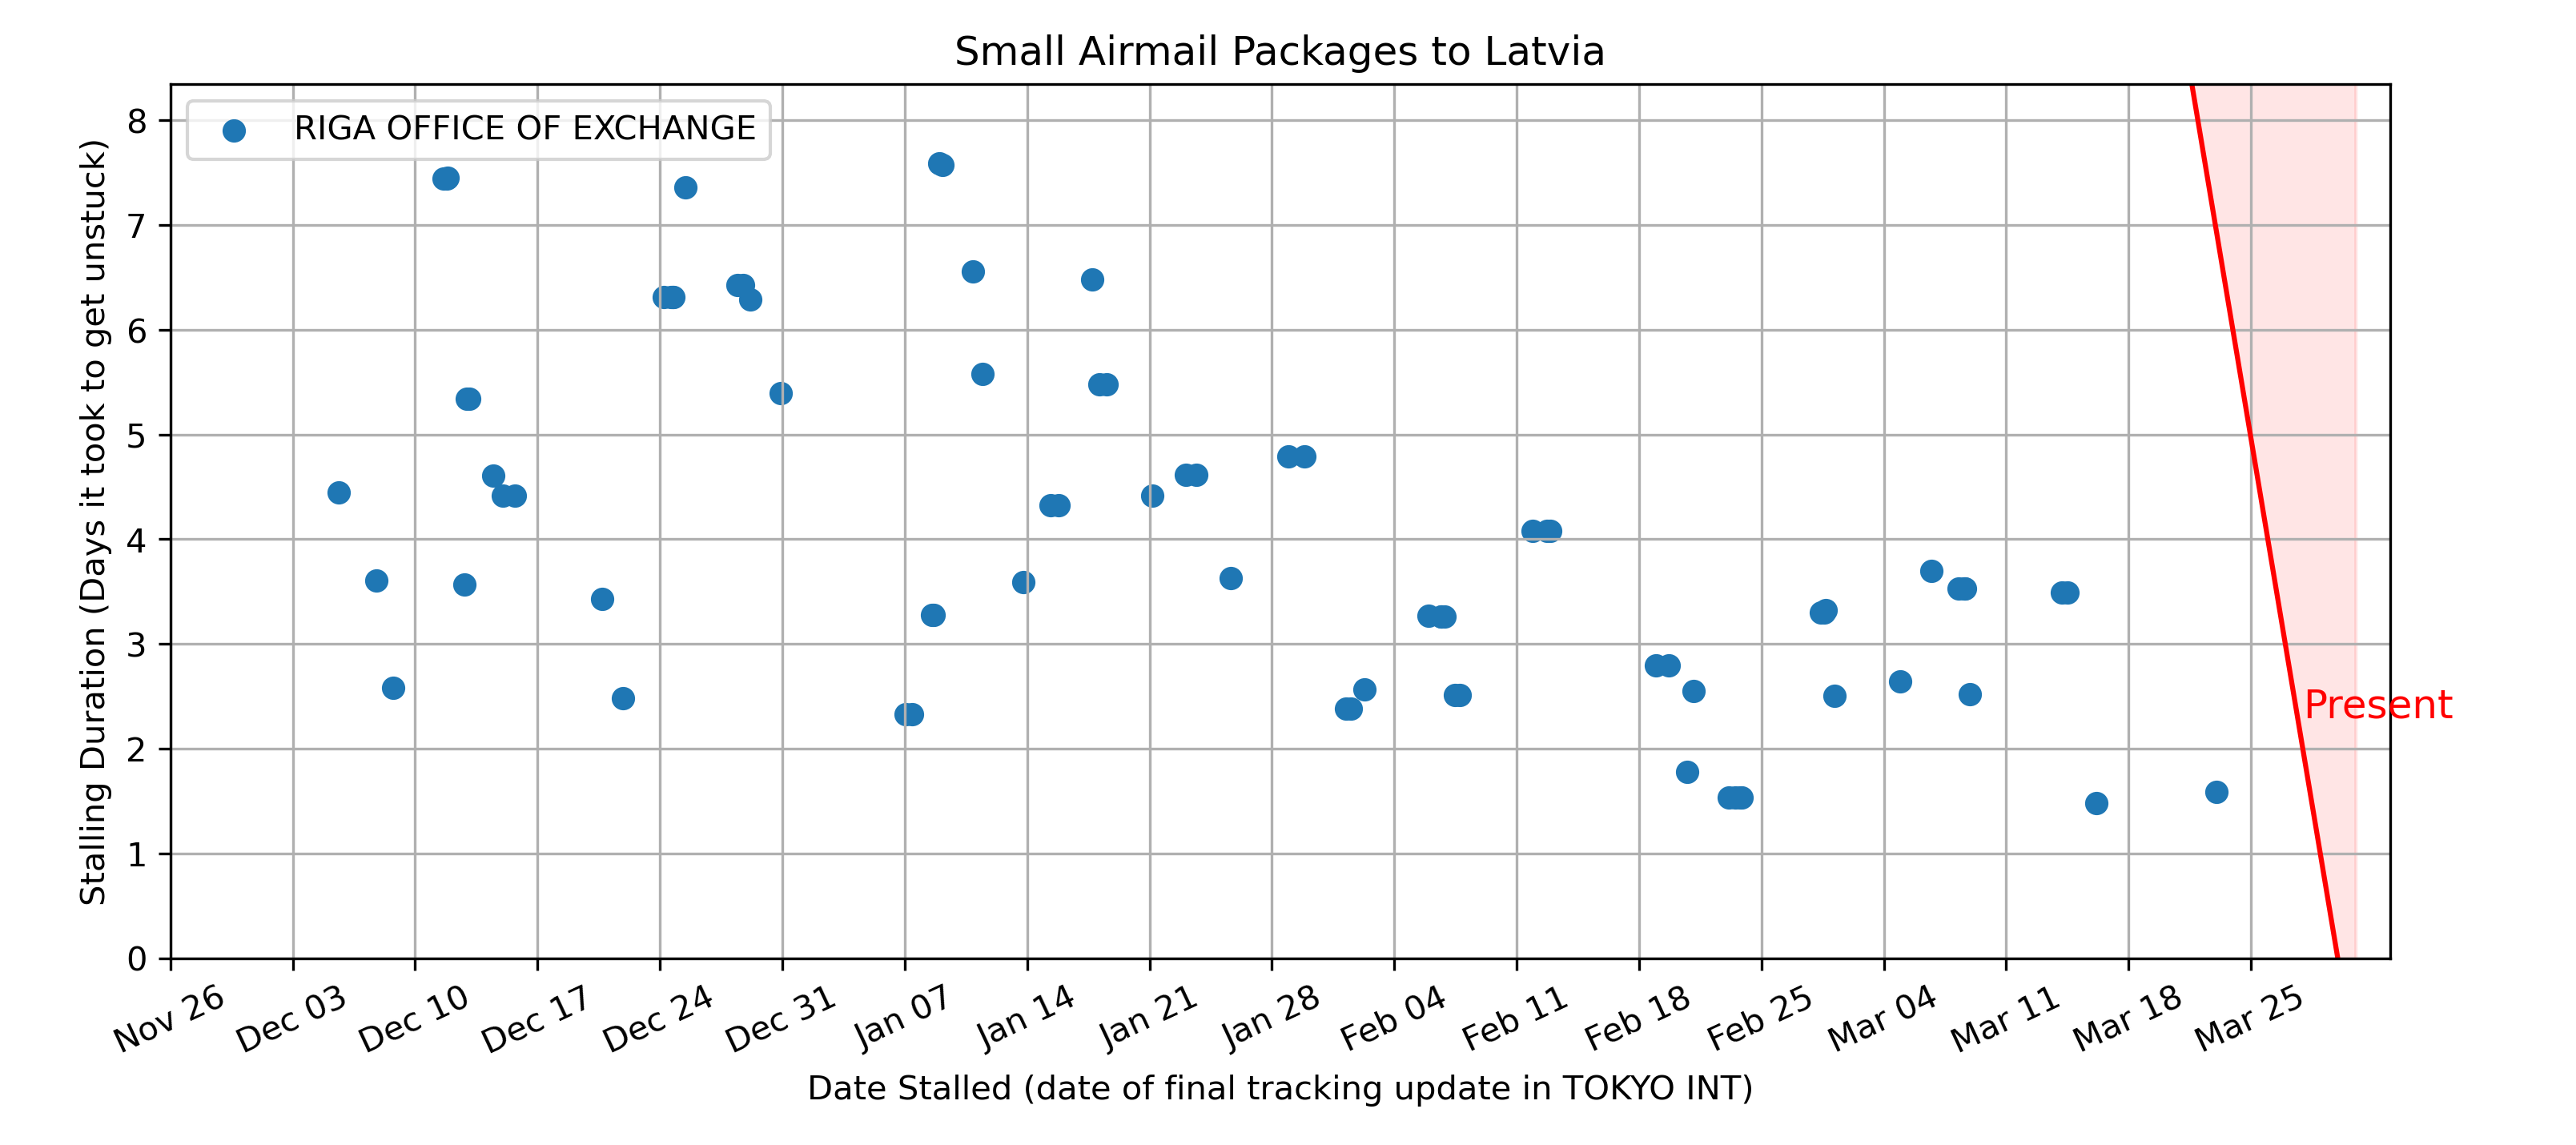 Small Airmail Packages to Latvia
RIGA OFFICE OF EXCHANGE
Stalling Duration (Days it took to get unstuck)
8
7
6
5
4
3
2
1
0
Present
Nov 26
Dec 03
Dec 10
Dec 17
Dec 24
Dec 31
Jan 07
Jan 14
Jan 21
Jan 28
Feb 04
Feb 11
Feb 18
Feb 25
Mar 04
Mar 11
Mar 18
Mar 25
Date Stalled (date of final tracking update in TOKYO INT)